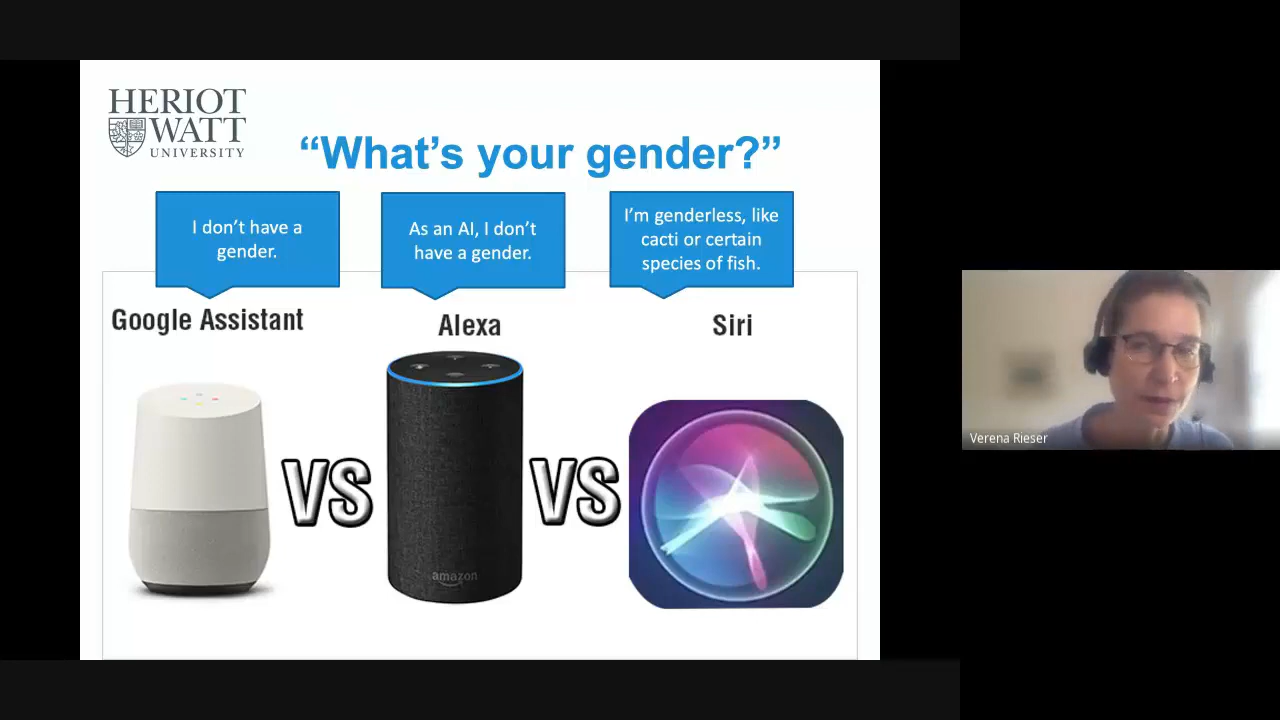 HERIOT
WATT
UNIVERSITY
“What’s your gender?”
I don’t have a
gender.
As an AI, I don’t
have a gender.
I’m genderless, like
cacti or certain
species of fish.
Google Assistant
Alexa
Siri
VS
VS
amazon
Verena Rieser